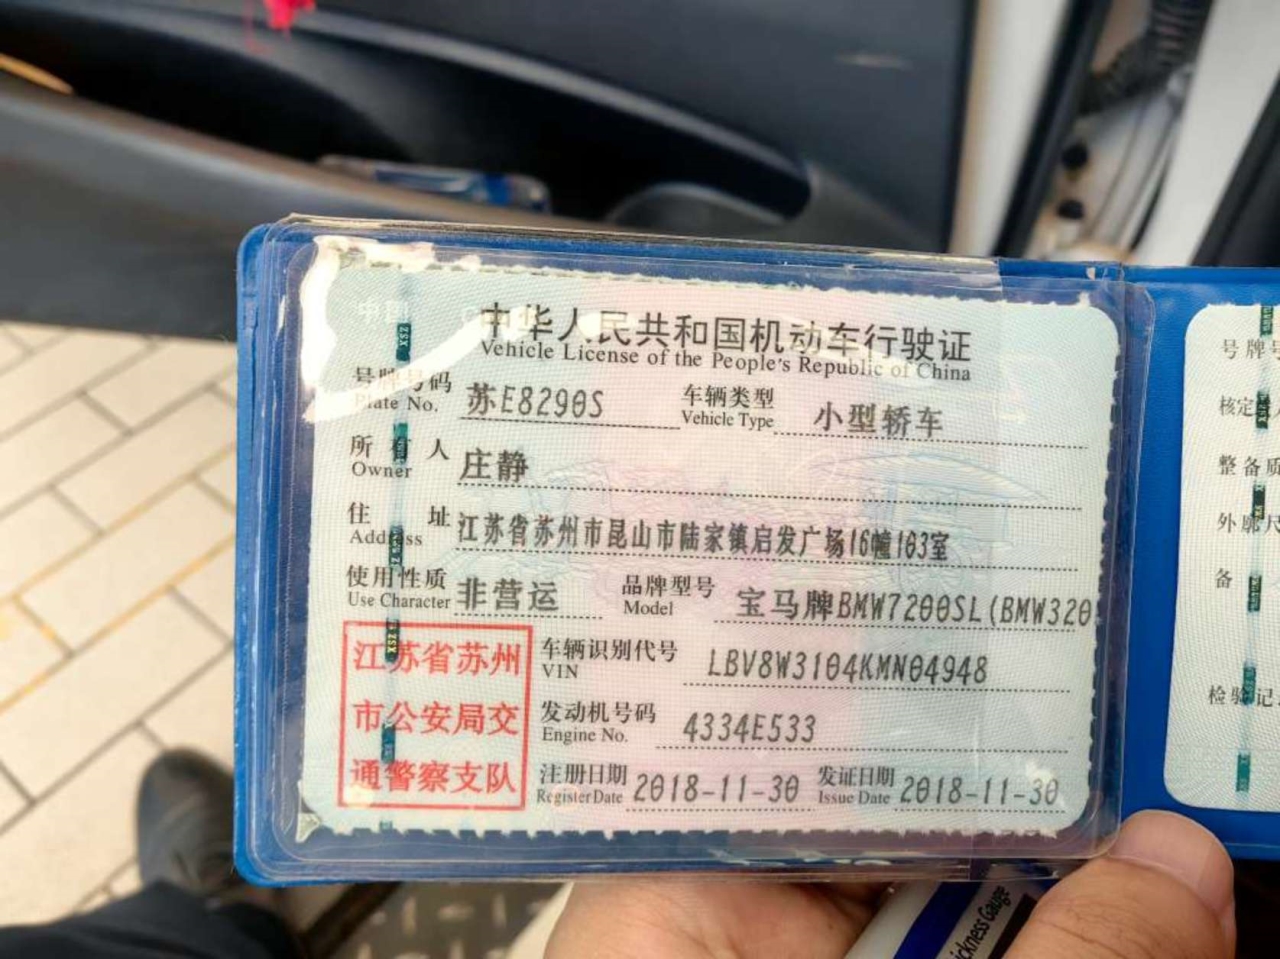 中华人民共和国机动车行驶证
Vehicle License of the People's Republic of China
号牌号码 苏E8290S 车辆类型 小型轿车
Plate No. Vehicle Type
所有人 庄静
Owner
住址 江苏省苏州市昆山市陆家镇启发广场16幢103室
Address
使用性质 非营运 品牌型号 宝马牌BMW7200SL(BMW320
Use Character Model
江苏省苏州
市公安局交
通警察支队
车辆识别代号 LBV8W3104KMN04948
VIN
发动机号码 4334E533
Engine No.
注册日期 2018-11-30 发证日期 2018-11-30
Register Date Issue Date
号牌号
核定
整备质
外廓尺
备
检验记
ickness Gauge